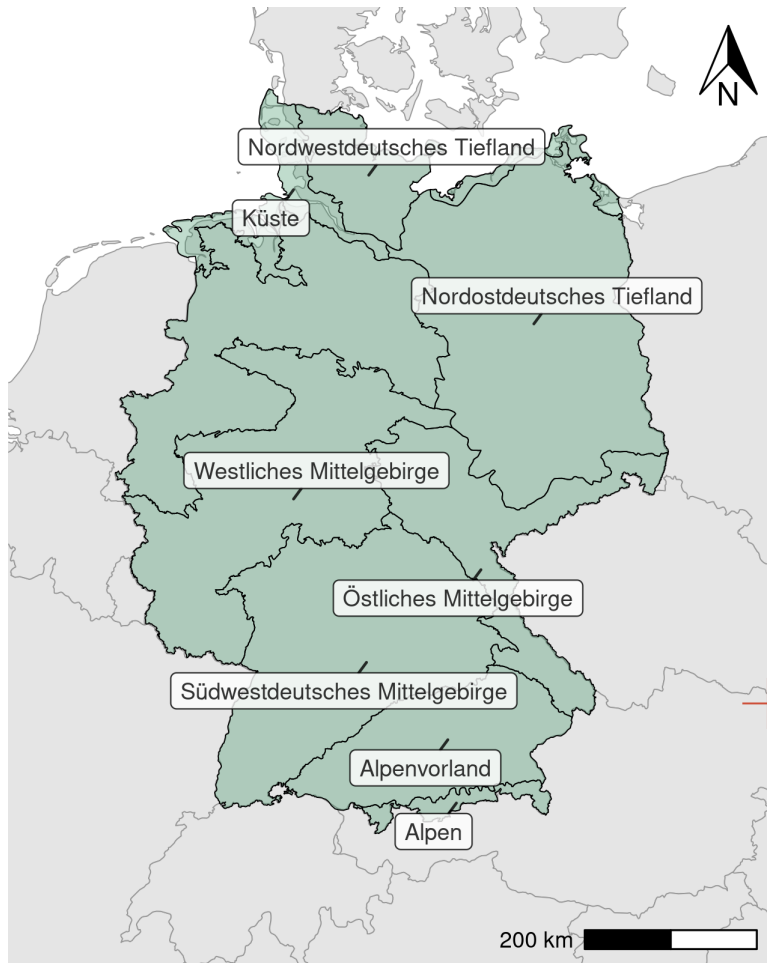 N
Nordwestdeutsches Tiefland
Küste
Nordostdeutsches Tiefland
Westliches Mittelgebirge
Östliches Mittelgebirge
Südwestdeutsches Mittelgebirge
Alpenvorland
Alpen
200 km